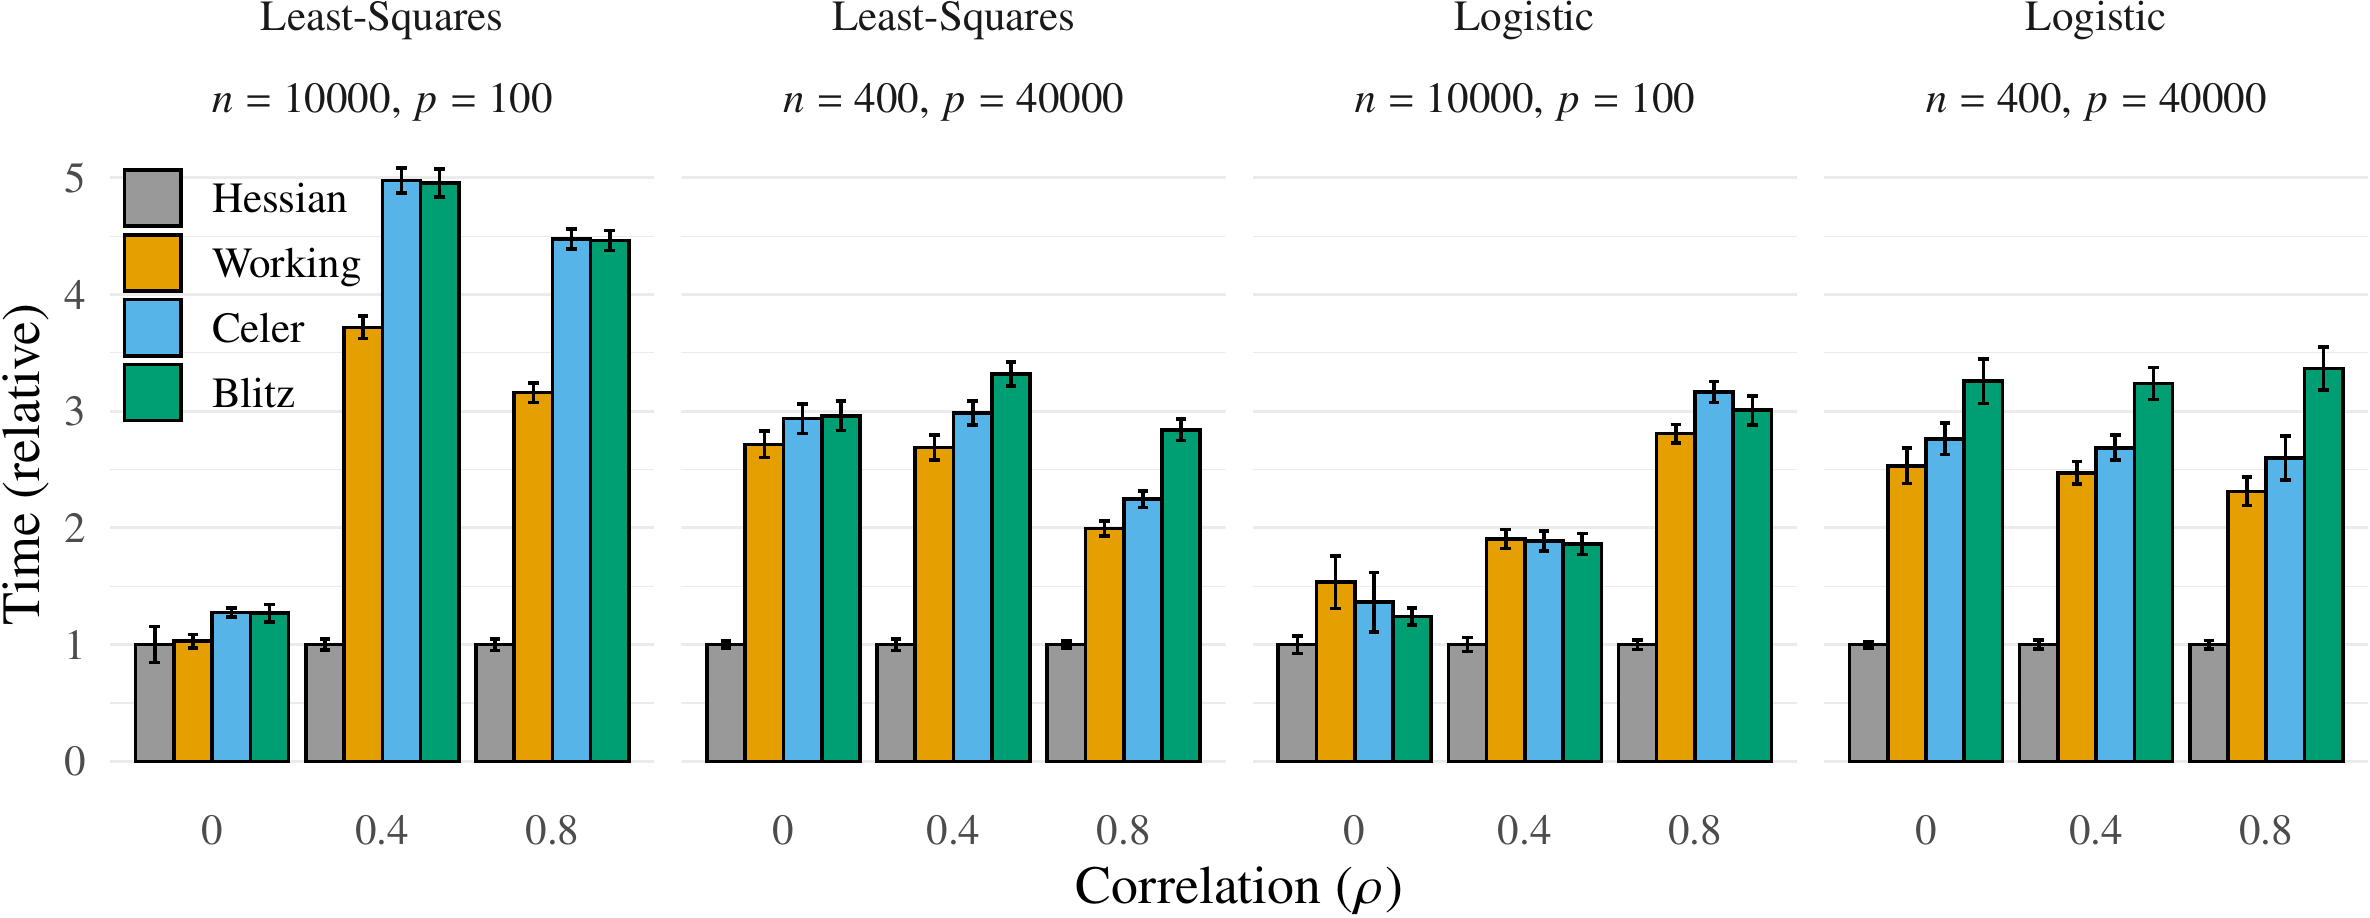 Least-Squares Least-Squares Logistic Logistic
n = 10000, p = 100 n = 400, p = 40000 n = 10000, p = 100 n = 400, p = 40000
Time (relative)
5
4
3
2
1
0
Hessian
Working
Celer
Blitz
0 0.4 0.8 0 0.4 0.8 0 0.4 0.8 0 0.4 0.8
Correlation (ρ)